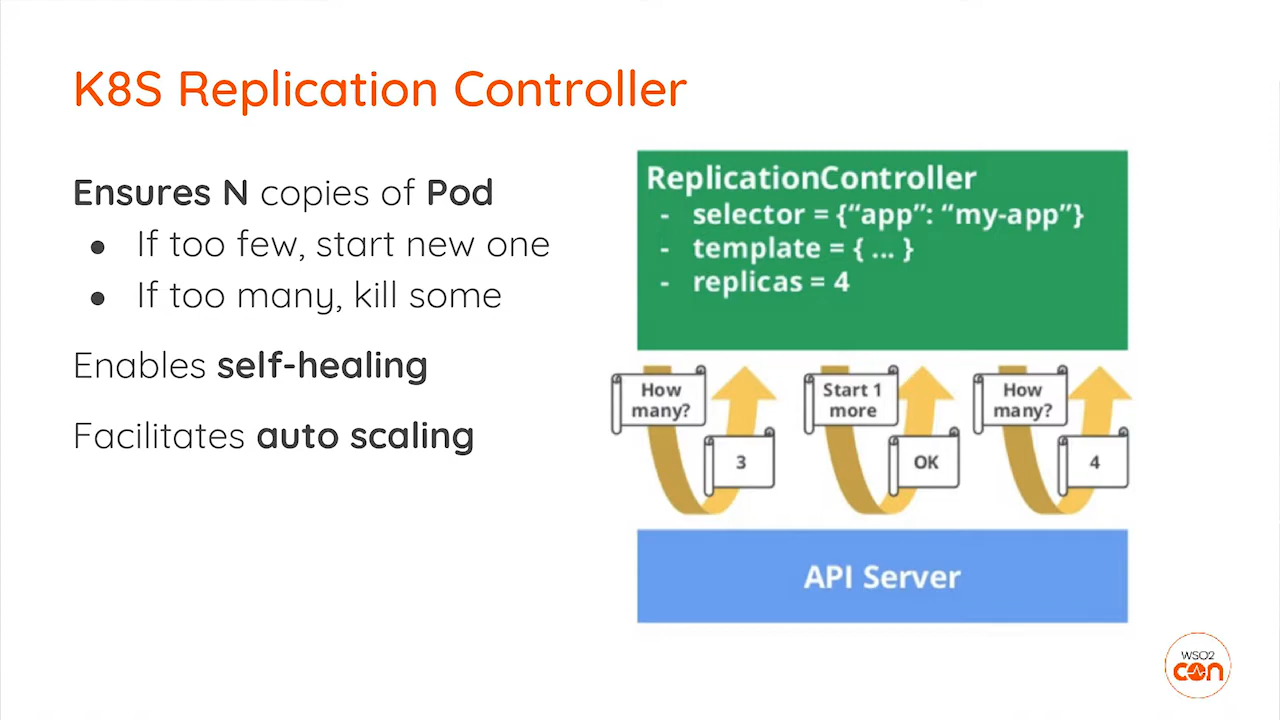 K8S Replication Controller
Ensures N copies of Pod
● If too few, start new one
● If too many, kill some
Enables self-healing
Facilitates auto scaling
ReplicationController
- selector = {“app”: “my-app”}
- template = { ... }
- replicas = 4
How
many?
3
Start 1
more
OK
How
many?
4
API Server
WSO2
con